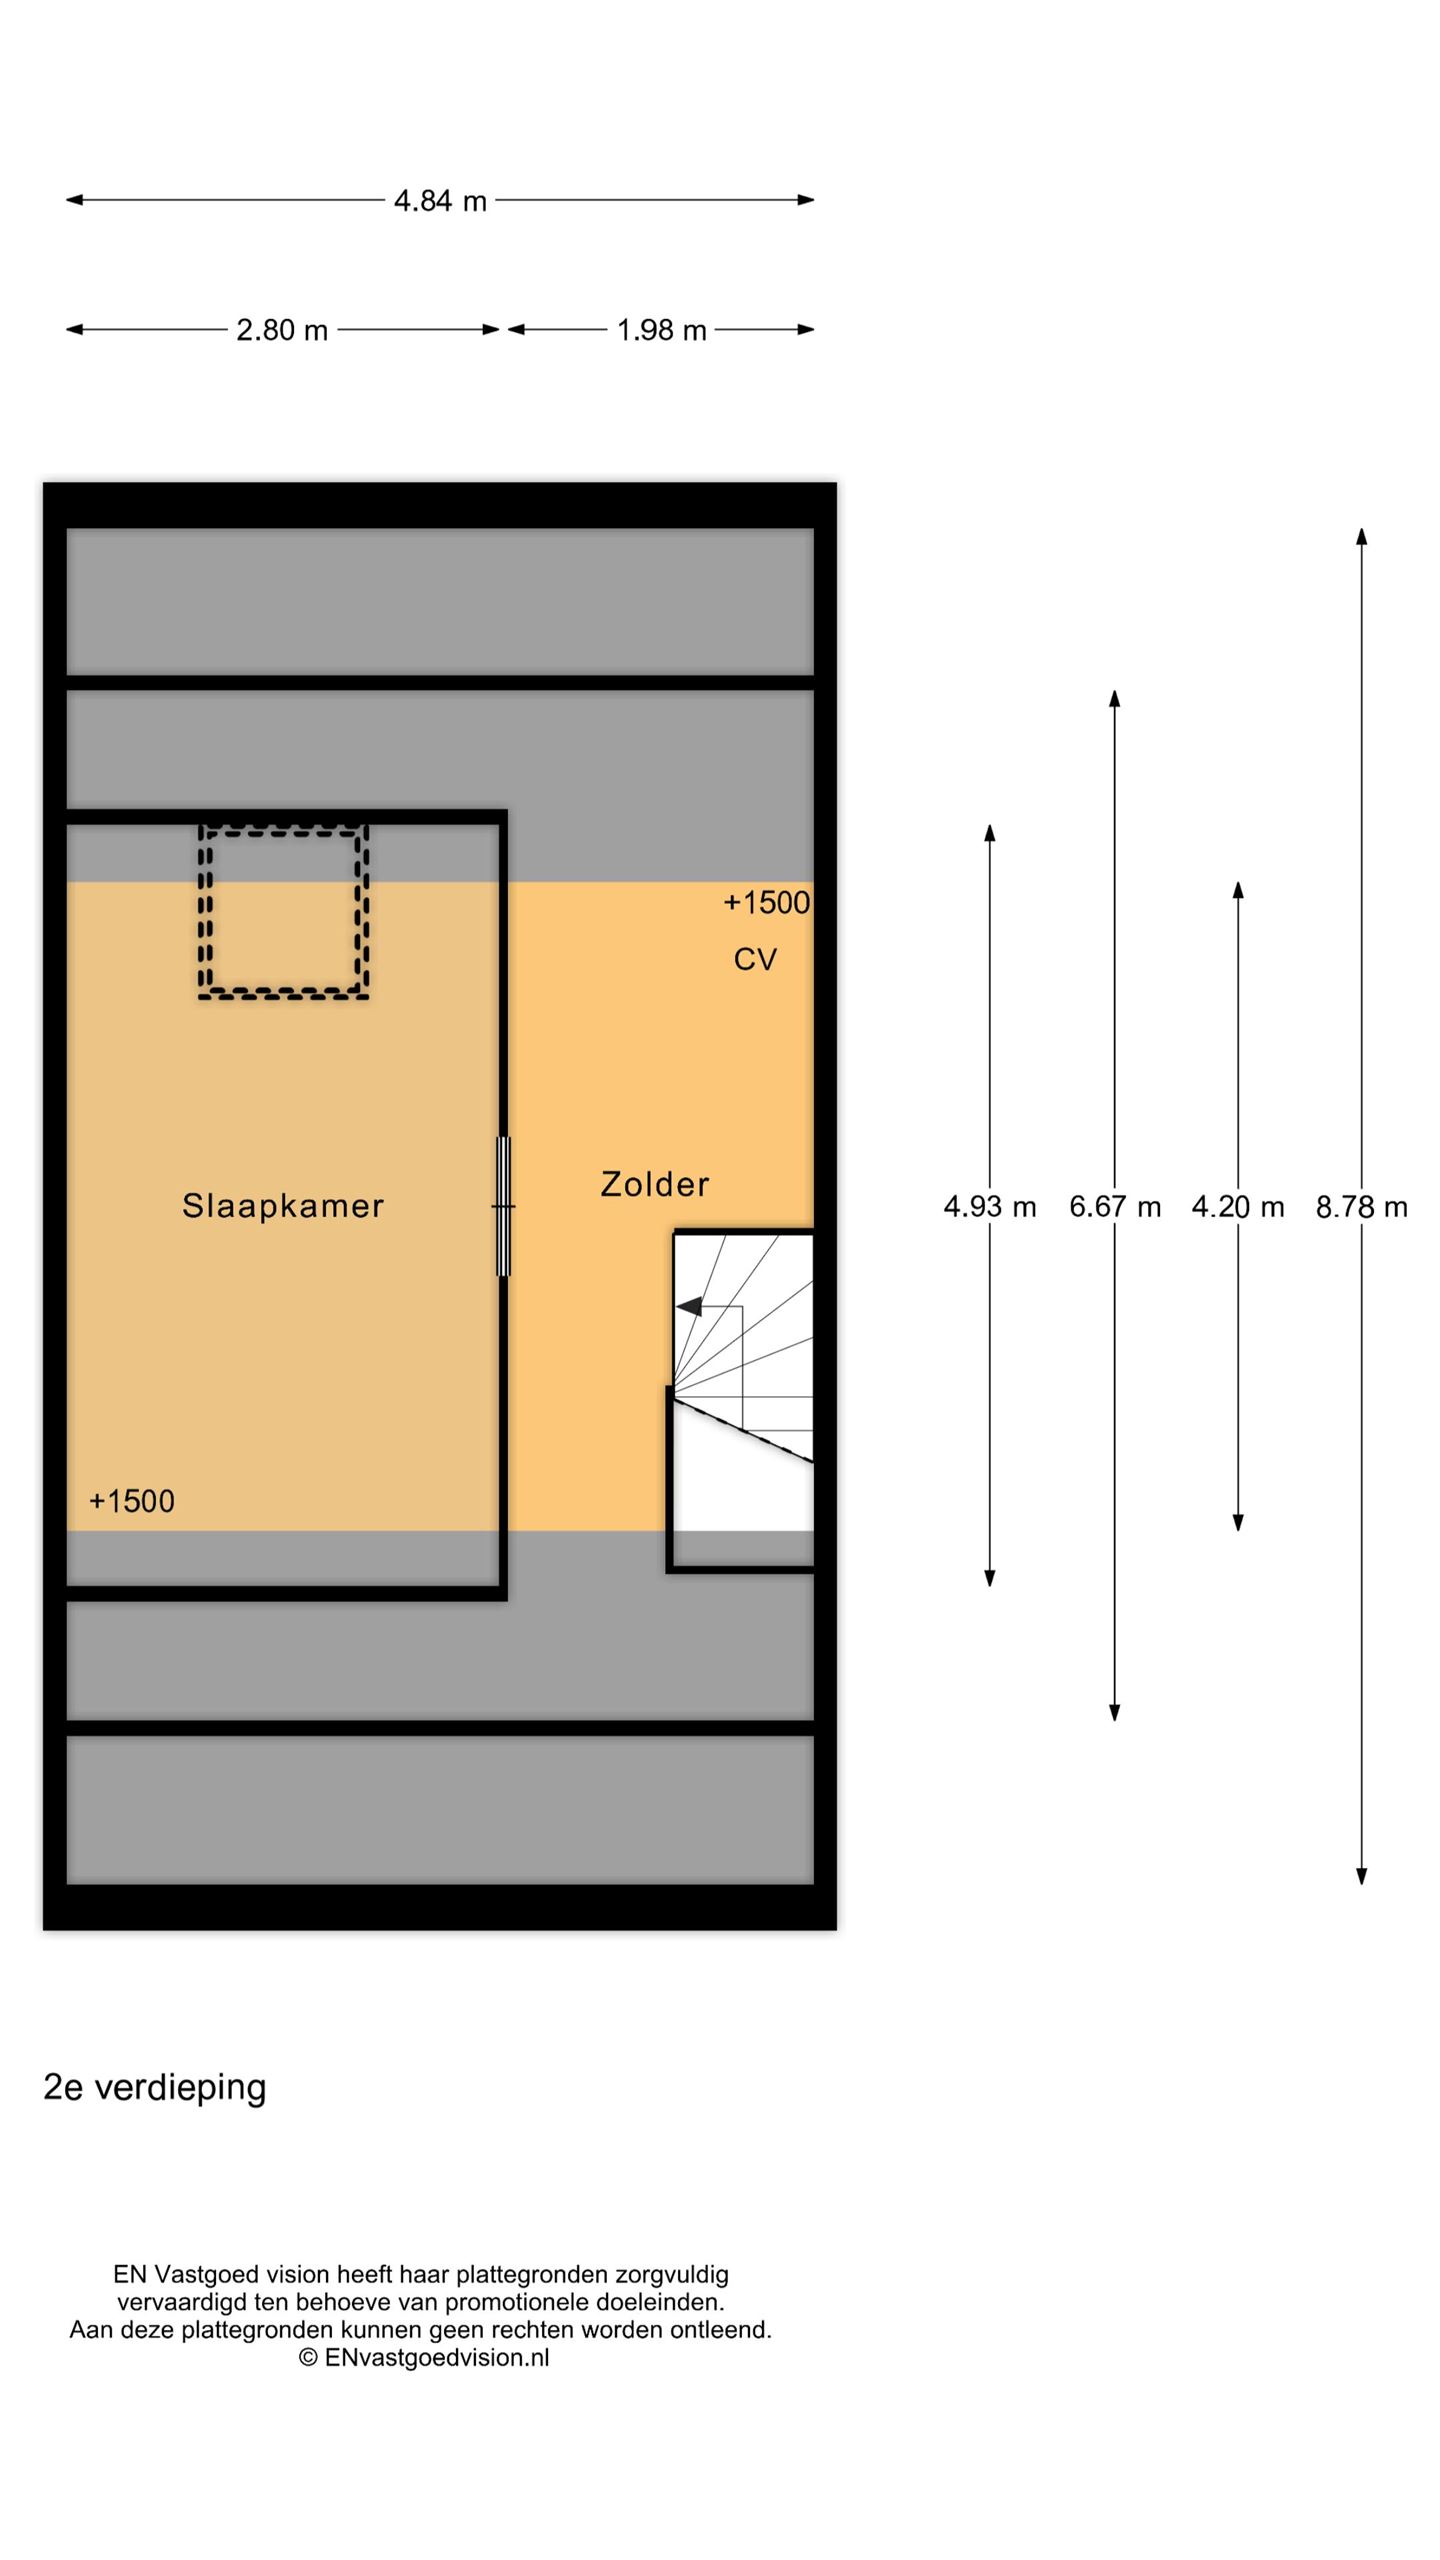 4.84 m
2.80 m
1.98 m
+1500
CV
Zolder
Slaapkamer
4.93 m
6.67 m
4.20 m
8.78 m
+1500
2e verdieping
EN Vastgoed vision heeft haar plattegronden zorgvuldig
vervaardigd ten behoeve van promotionele doeleinden.
Aan deze plattegronden kunnen geen rechten worden ontleend.
© ENvastgoedvision.nl